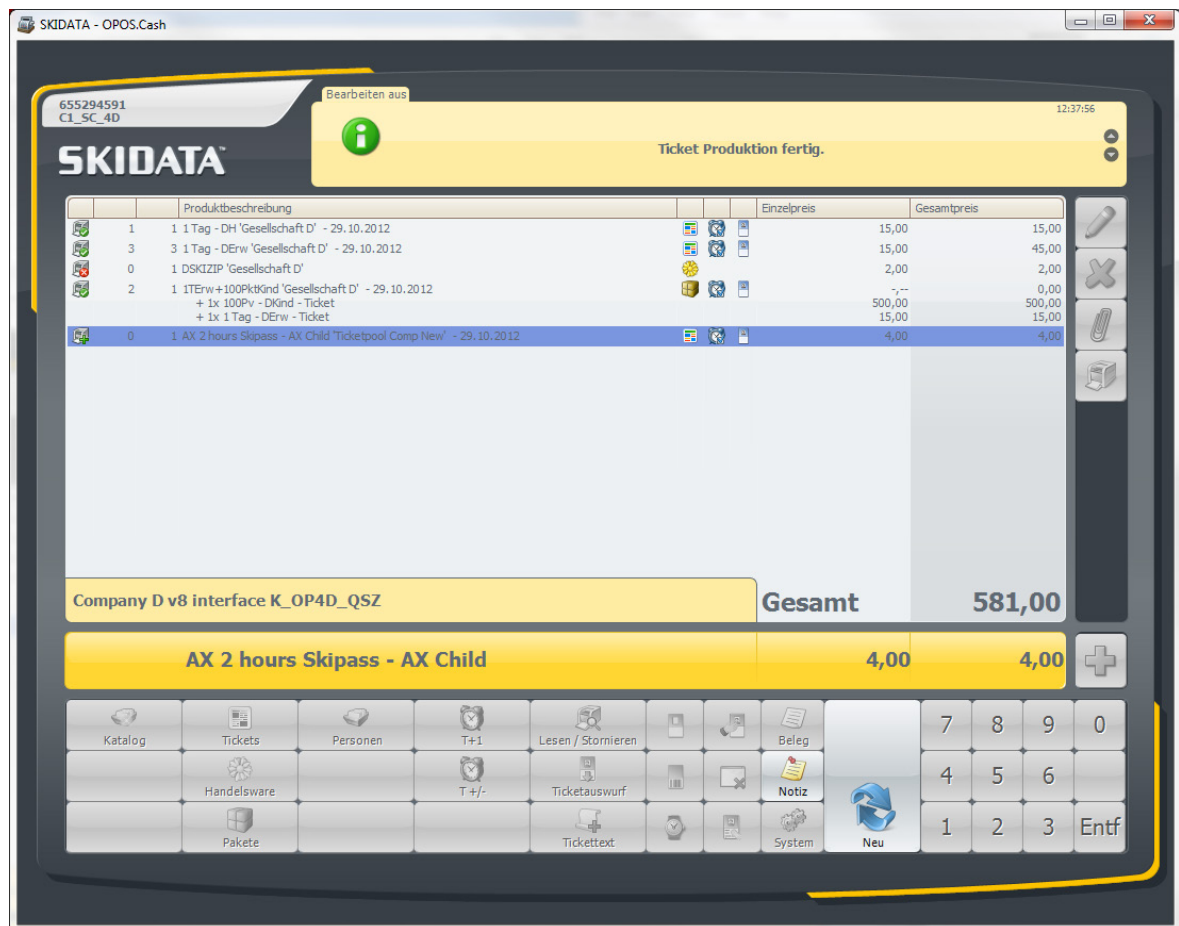 SKIDATA - OPOS.Cash
655294591
C1_SC_4D
SKIDATA™
Bearbeiten aus
12:37:56
Ticket Produktion fertig.
Produktbeschreibung Einzelpreis Gesamtpreis
1 1 1 Tag - DH 'Gesellschaft D' - 29.10.2012 15,00 15,00
3 3 1 Tag - DErw 'Gesellschaft D' - 29.10.2012 15,00 45,00
0 1 DSKIZIP 'Gesellschaft D' 2,00 2,00
2 1 1TErw+100PktKind 'Gesellschaft D' - 29.10.2012 -,-- 0,00
+ 1x 100Pv - DKind - Ticket 500,00 500,00
+ 1x 1 Tag - DErw - Ticket 15,00 15,00
0 1 AX 2 hours Skipass - AX Child 'Ticketpool Comp New' - 29.10.2012 4,00 4,00
Company D v8 interface K_OP4D_QSZ Gesamt 581,00
AX 2 hours Skipass - AX Child 4,00 4,00
Katalog Tickets Personen T+1 Lesen / Stornieren Beleg 7 8 9 0
Handelsware T +/- Ticketauswurf Notiz 4 5 6
Pakete Tickettext System Neu 1 2 3 Entf